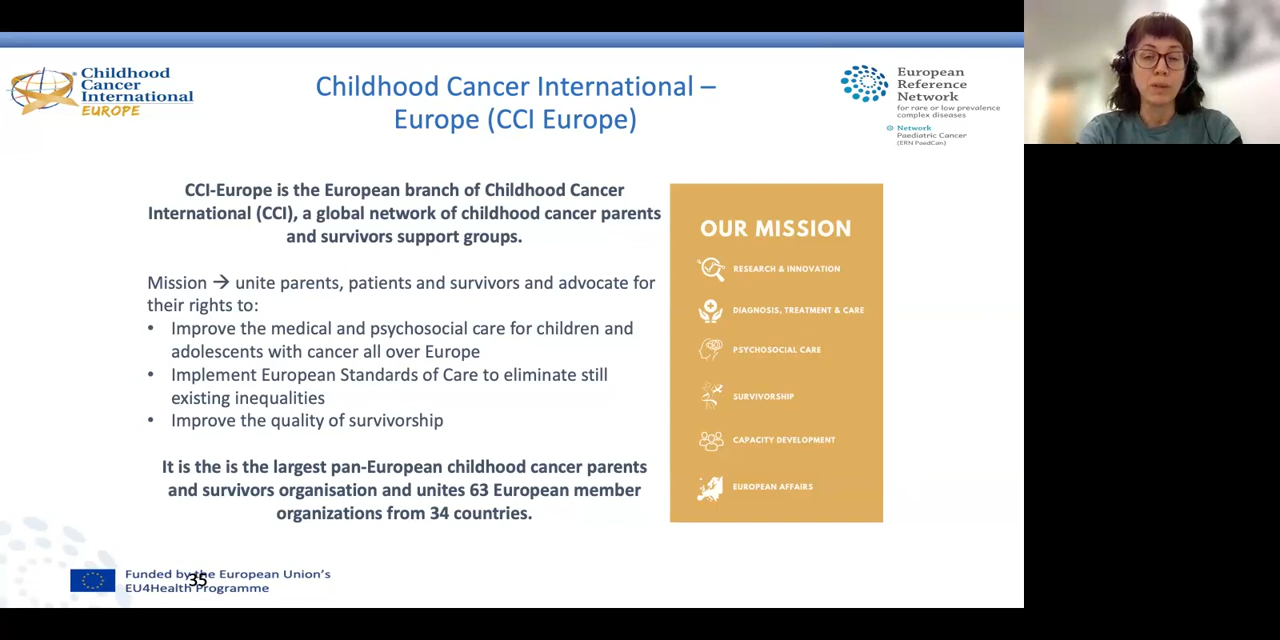 Childhood
Cancer
International
EUROPE
Childhood Cancer International –
Europe (CCI Europe)
European
Reference
Network
for rare or low prevalence
complex diseases
Network
Paediatric Cancer
(ERN PaedCan)
CCI-Europe is the European branch of Childhood Cancer
International (CCI), a global network of childhood cancer parents
and survivors support groups.
Mission → unite parents, patients and survivors and advocate for
their rights to:
• Improve the medical and psychosocial care for children and
adolescents with cancer all over Europe
• Implement European Standards of Care to eliminate still
existing inequalities
• Improve the quality of survivorship
It is the is the largest pan-European childhood cancer parents
and survivors organisation and unites 63 European member
organizations from 34 countries.
OUR MISSION
RESEARCH & INNOVATION
DIAGNOSIS, TREATMENT & CARE
PSYCHOSOCIAL CARE
SURVIVORSHIP
CAPACITY DEVELOPMENT
EUROPEAN AFFAIRS
Funded by the European Union's
EU4Health Programme
35